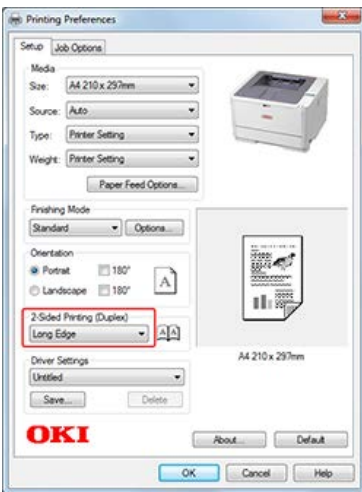 Printing Preferences
Setup Job Options
Media
Size: A4 210 x 297mm
Source: Auto
Type: Printer Setting
Weight: Printer Setting
Paper Feed Options...
Finishing Mode
Standard Options...
Orientation
Portrait 180°
Landscape 180°
A
2-Sided Printing (Duplex)
Long Edge A A
A4 210 x 297mm
Driver Settings
Untitled
Save... Delete
OKI
About... Default
OK Cancel Help